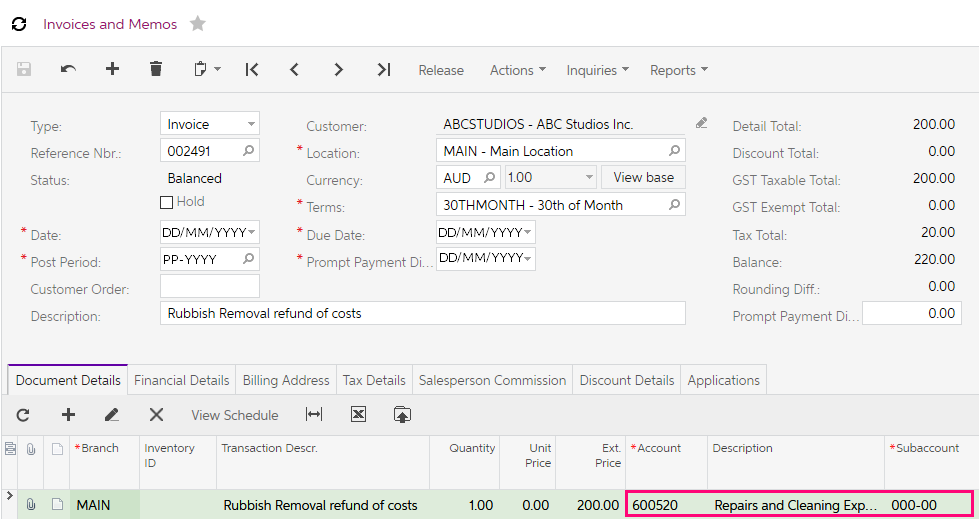 Invoices and Memos
Release Actions Inquiries Reports
Type: Invoice Customer: ABCSTUDIOS - ABC Studios Inc. Detail Total: 200.00
Reference Nbr.: 002491 * Location: MAIN - Main Location Discount Total: 0.00
Status: Balanced Currency: AUD 1.00 View base GST Taxable Total: 200.00
Hold * Terms: 30THMONTH - 30th of Month GST Exempt Total: 0.00
* Date: DD/MM/YYYY * Due Date: DD/MM/YYYY Tax Total: 20.00
* Post Period: PP-YYYY * Prompt Payment Di... DD/MM/YYYY Balance: 220.00
Customer Order: Rounding Diff.: 0.00
Description: Rubbish Removal refund of costs Prompt Payment Di... 0.00
Document Details Financial Details Billing Address Tax Details Salesperson Commission Discount Details Applications
View Schedule
*Branch Inventory ID Transaction Descr. Quantity Unit Price Ext. Price *Account Description *Subaccount
MAIN Rubbish Removal refund of costs 1.00 0.00 200.00 600520 Repairs and Cleaning Exp... 000-00